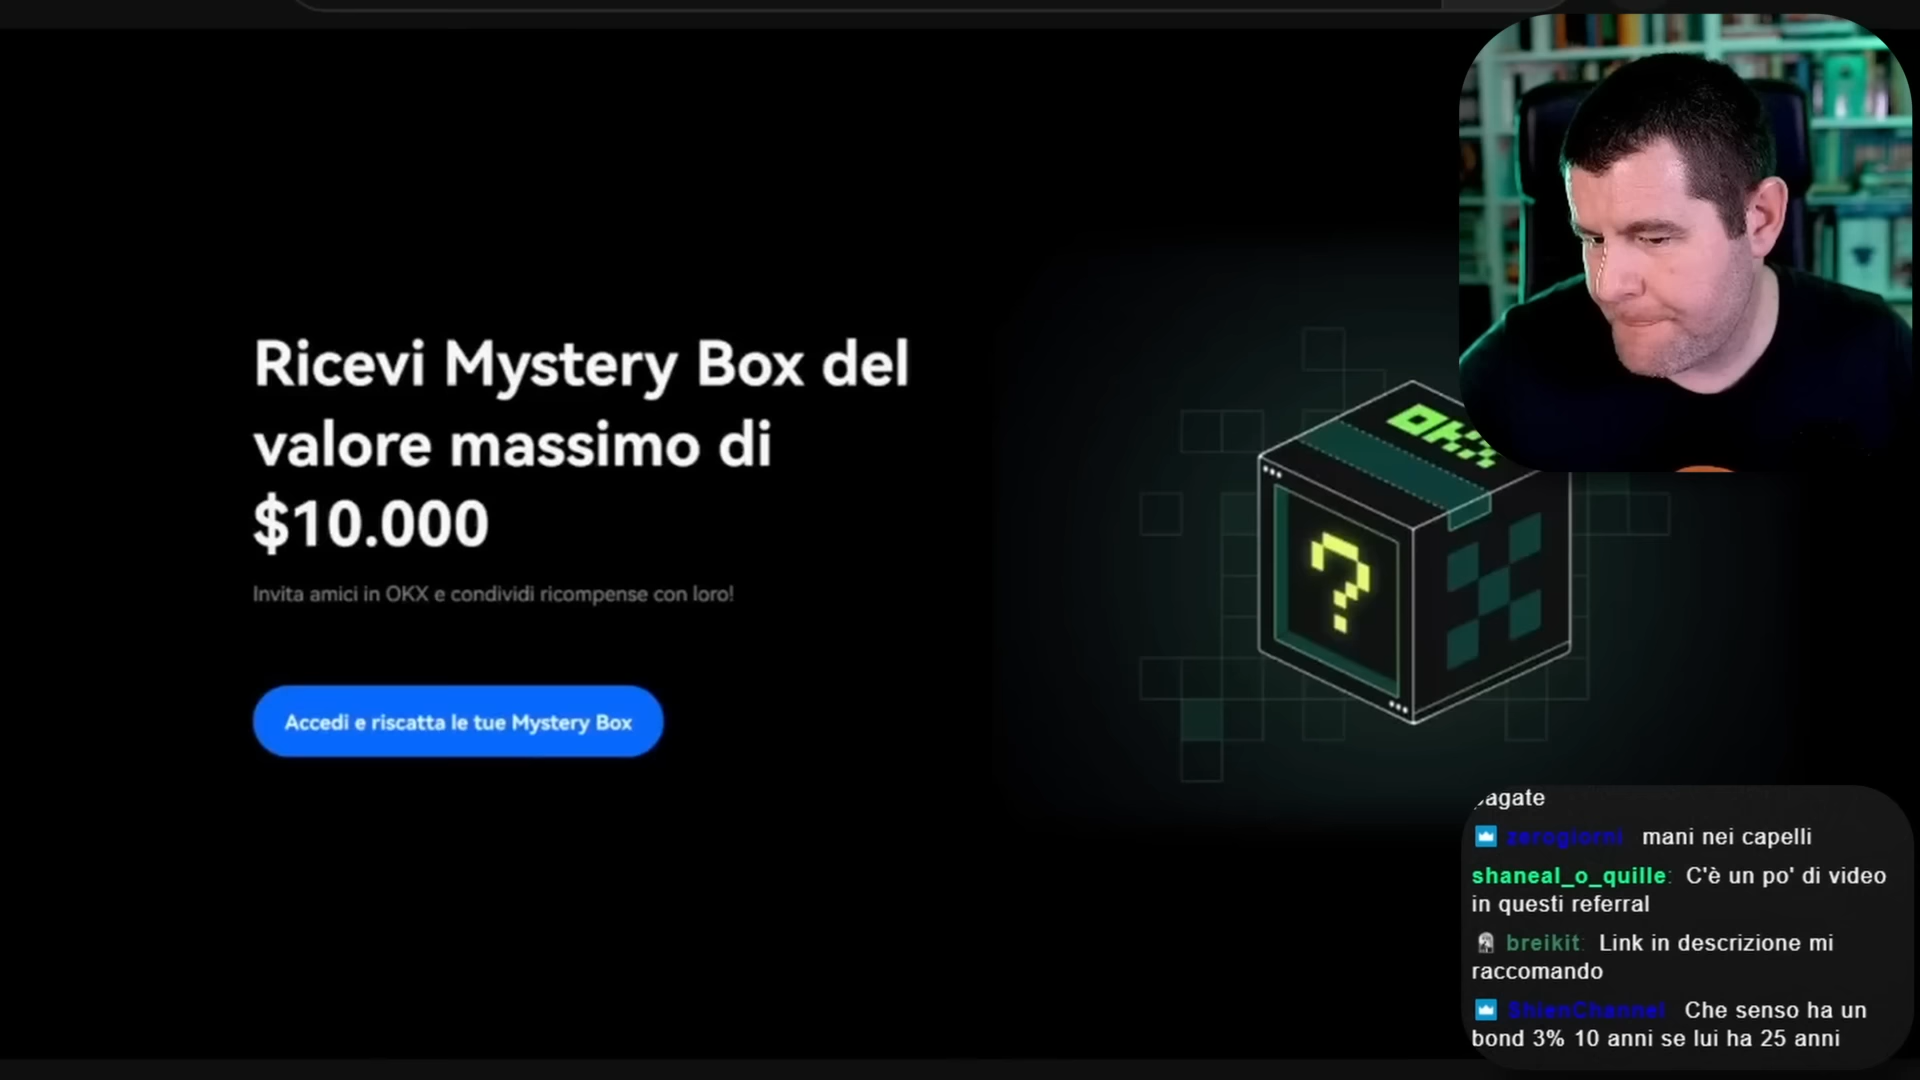 Ricevi Mystery Box del
valore massimo di
$10.000
Invita amici in OKX e condividi ricompense con loro!
Accedi e riscatta le tue Mystery Box
OKX
?
agate
zerogiorni mani nei capelli
shaneal_o_quille: C'è un po' di video
in questi referral
breikit: Link in descrizione mi
raccomando
ShienChannel Che senso ha un
bond 3% 10 anni se lui ha 25 anni